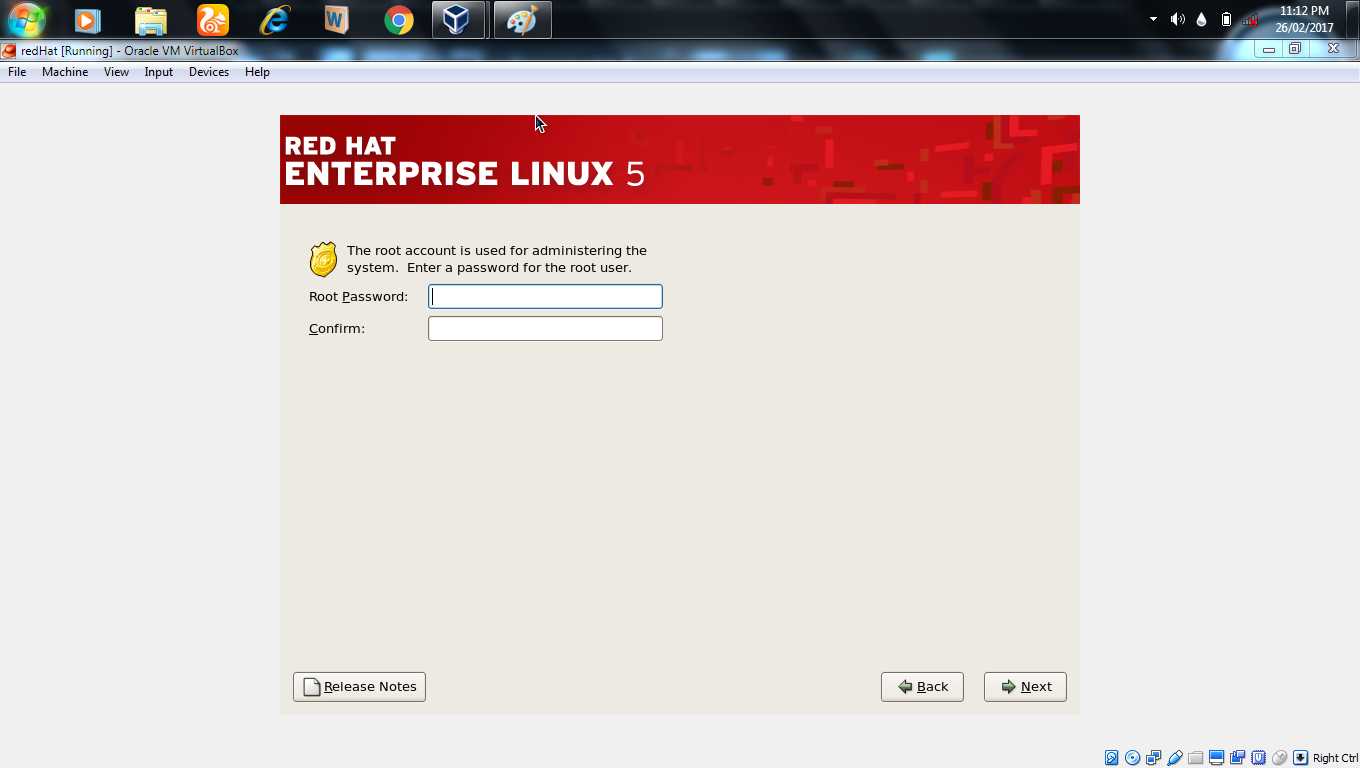 11:12 PM
26/02/2017
redHat [Running] - Oracle VM VirtualBox
File Machine View Input Devices Help
RED HAT
ENTERPRISE LINUX 5
The root account is used for administering the
system. Enter a password for the root user.
Root Password:
Confirm:
Release Notes
Back
Next
Right Ctrl